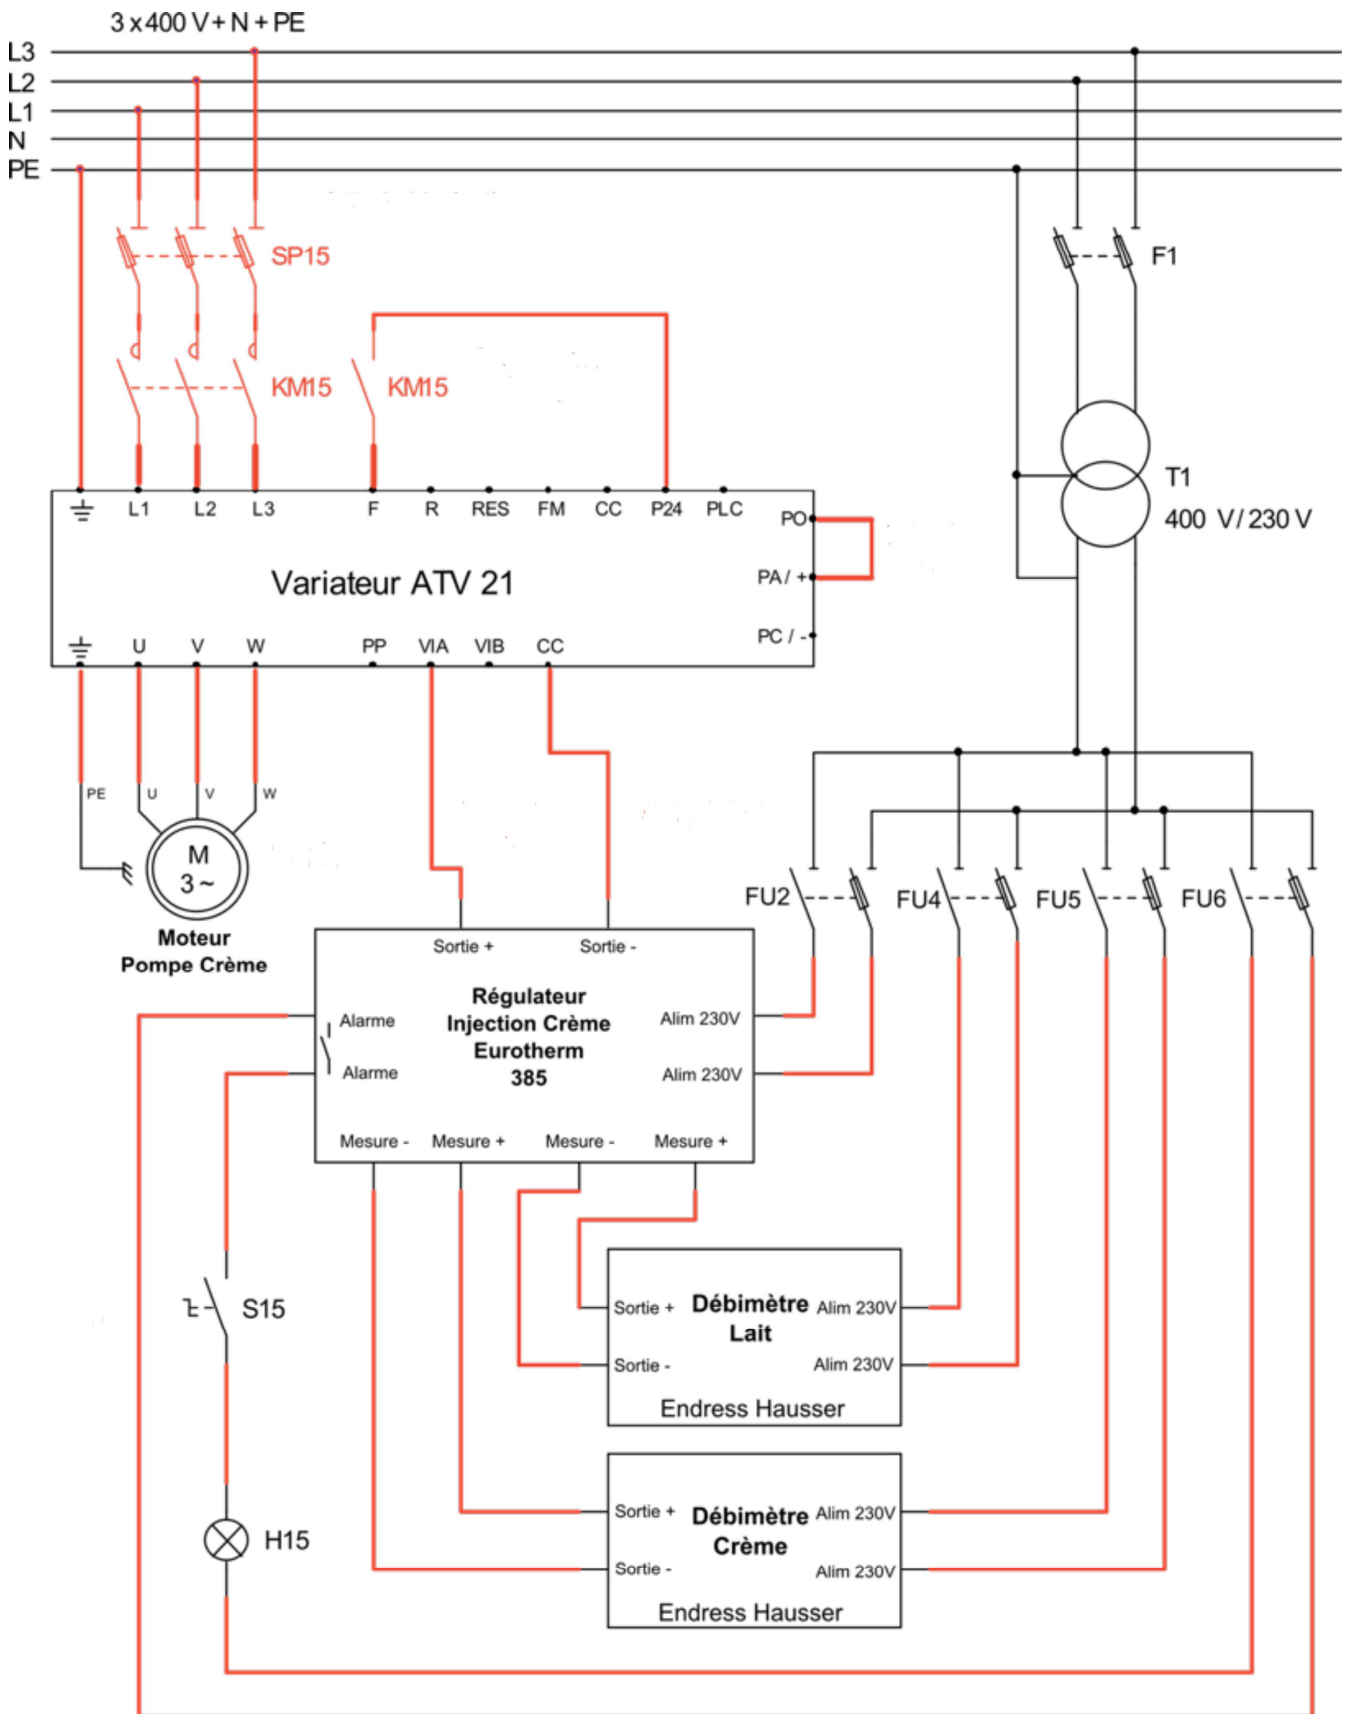 3 x 400 V + N + PE
L3
L2
L1
N
PE
SP15
F1
KM15
KM15
T1
400 V / 230 V
L1
L2
L3
F
R
RES
FM
CC
P24
PLC
PO
Variateur ATV 21
PA / +
PC / -
U
V
W
PP
VIA
VIB
CC
PE
U
V
W
M
3 ~
Moteur
Pompe Crème
FU2
FU4
FU5
FU6
Sortie +
Sortie -
Régulateur
Injection Crème
Eurotherm
385
Alarme
Alarme
Alim 230V
Alim 230V
Mesure -
Mesure +
Mesure -
Mesure +
S15
Sortie +
Débimètre
Lait
Alim 230V
Sortie -
Alim 230V
Endress Hausser
H15
Sortie +
Débimètre
Crème
Alim 230V
Sortie -
Alim 230V
Endress Hausser